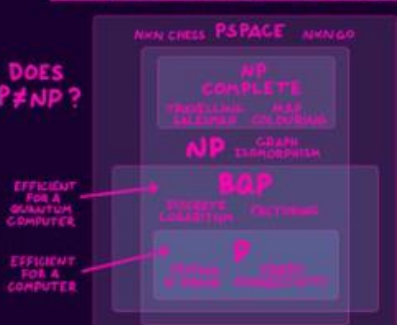 NXN CHESS PSPACE NXN GO
DOES
P≠NP?
NP
COMPLETE
TRAVELLING
SALESMAN
MAP
COLOURING
NP
GRAPH
ISOMORPHISM
BQP
EFFICIENT
FOR A
QUANTUM
COMPUTER
DISCRETE
LOGARITHM
FACTORING
P
EFFICIENT
FOR A
COMPUTER